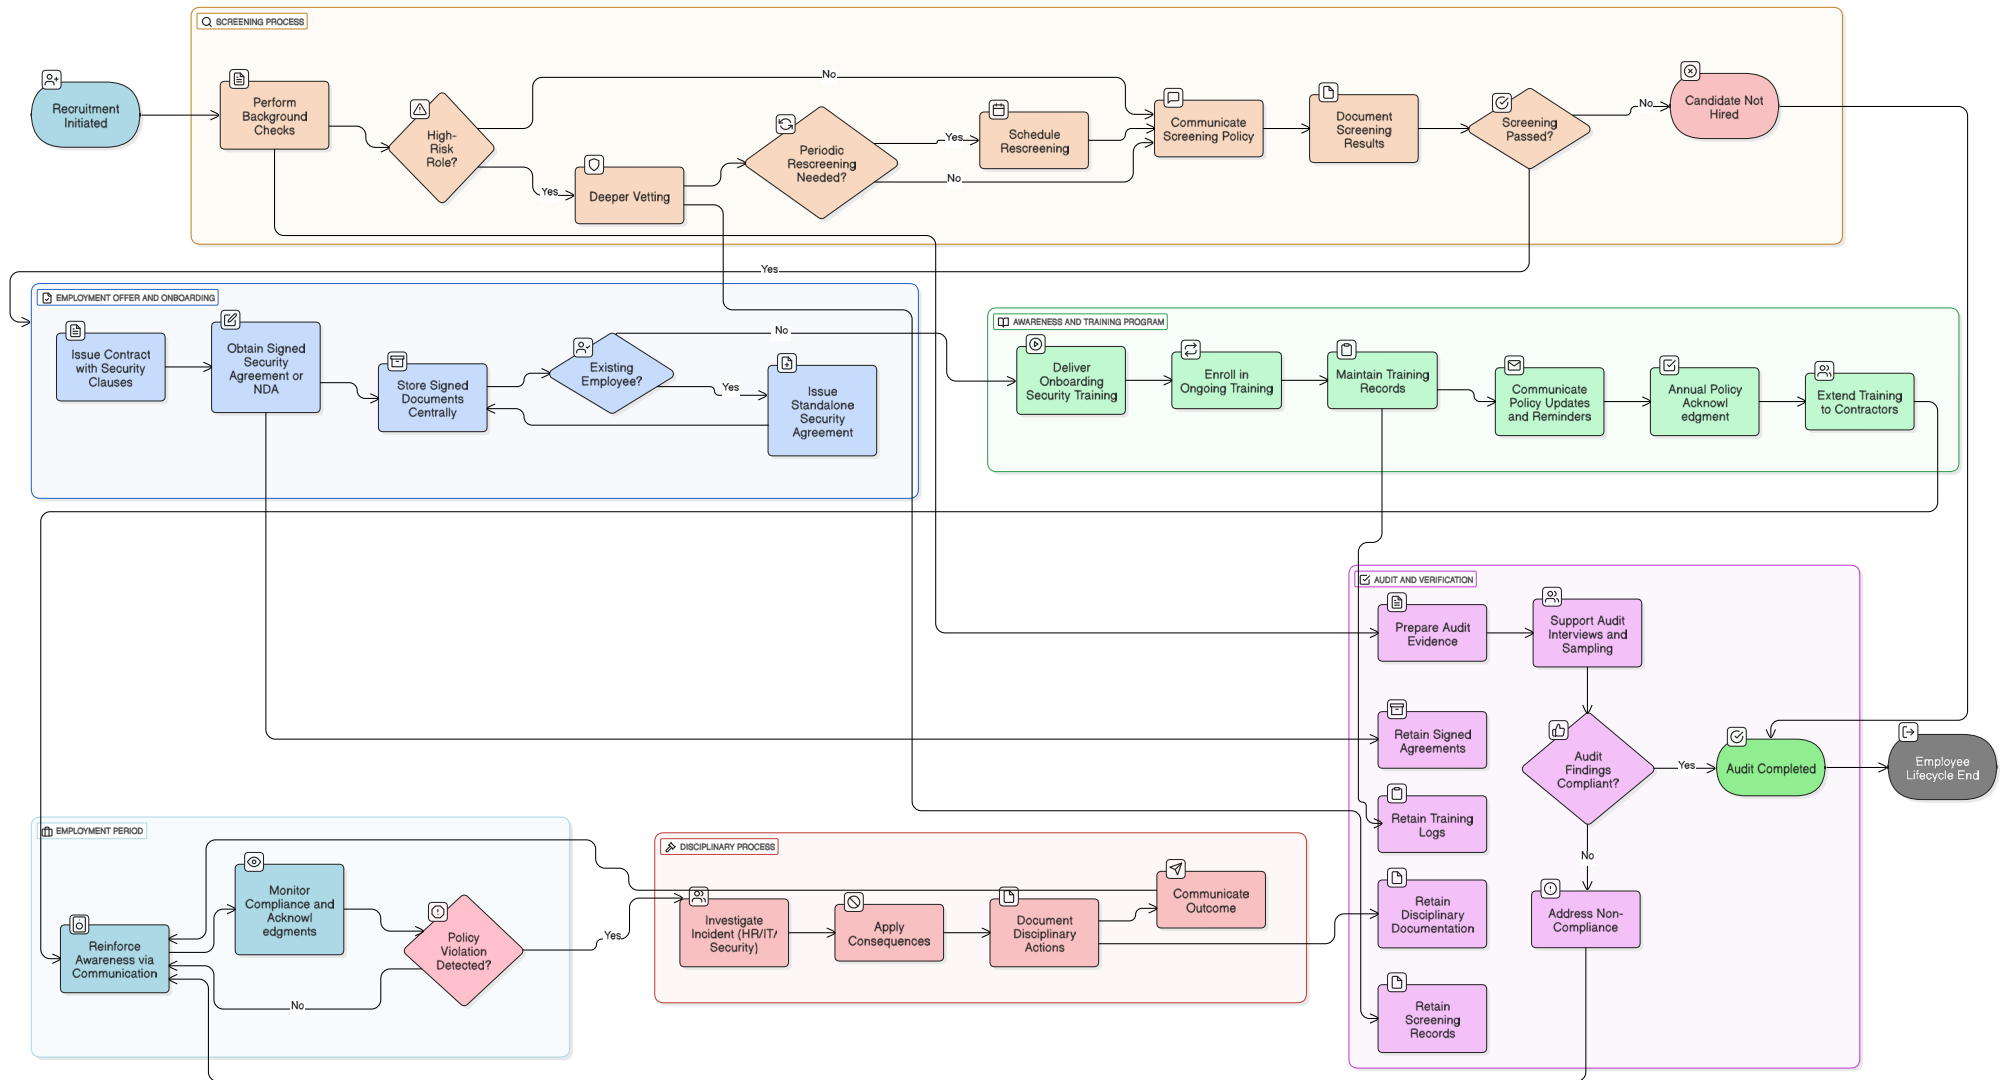 SCREENING PROCESS
Recruitment
Initiated
Perform
Background
Checks
High-
Risk
Role?
No
Yes
Deeper Vetting
Periodic
Rescreening
Needed?
Yes
No
Schedule
Rescreening
Communicate
Screening Policy
Document
Screening
Results
Screening
Passed?
No
Candidate Not
Hired
Yes
EMPLOYMENT OFFER AND ONBOARDING
Issue Contract
with Security
Clauses
Obtain Signed
Security
Agreement or
NDA
Store Signed
Documents
Centrally
Existing
Employee?
No
Yes
Issue
Standalone
Security
Agreement
AWARENESS AND TRAINING PROGRAM
Deliver
Onboarding
Security Training
Enroll in
Ongoing Training
Maintain Training
Records
Communicate
Policy Updates
and Reminders
Annual Policy
Acknowl
edgment
Extend Training
to Contractors
AUDIT AND VERIFICATION
Prepare Audit
Evidence
Support Audit
Interviews and
Sampling
Retain Signed
Agreements
Audit
Findings
Compliant?
Yes
Audit Completed
Employee
Lifecycle End
Retain Training
Logs
No
Retain
Disciplinary
Documentation
Address Non-
Compliance
Retain
Screening
Records
EMPLOYMENT PERIOD
Monitor
Compliance and
Acknowl
edgments
Reinforce
Awareness via
Communication
Policy
Violation
Detected?
Yes
No
DISCIPLINARY PROCESS
Investigate
Incident (HR/IT/
Security)
Apply
Consequences
Document
Disciplinary
Actions
Communicate
Outcome